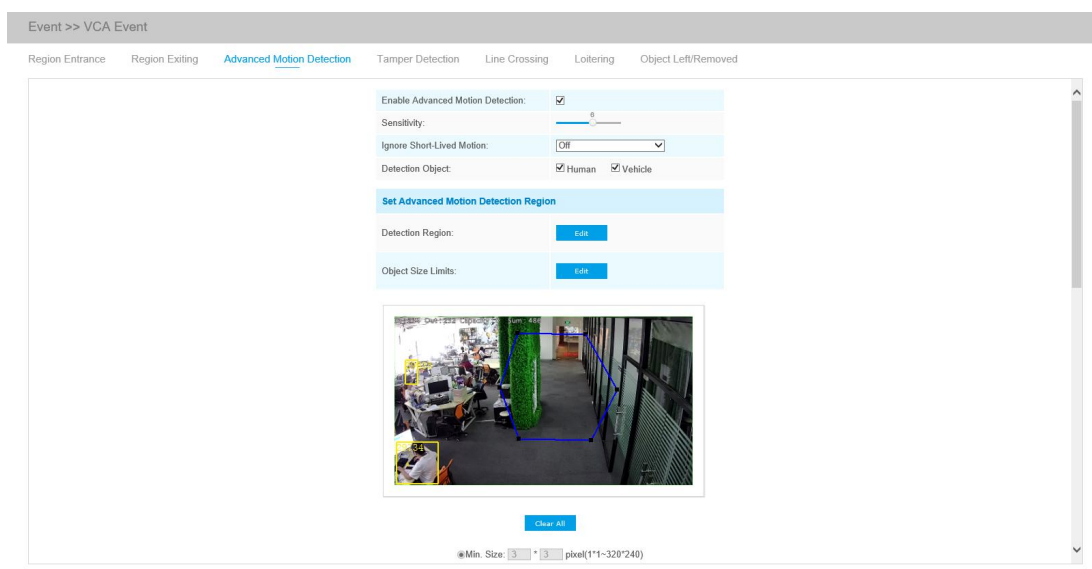 Event >> VCA Event
Region Entrance Region Exiting Advanced Motion Detection Tamper Detection Line Crossing Loitering Object Left/Removed
Enable Advanced Motion Detection:
Sensitivity:
Ignore Short-Lived Motion: Off
Detection Object: Human Vehicle
Set Advanced Motion Detection Region
Detection Region: Edit
Object Size Limits: Edit
Sum: 486
Clear All
Min. Size: 3 * 3 pixel(1*1~320*240)